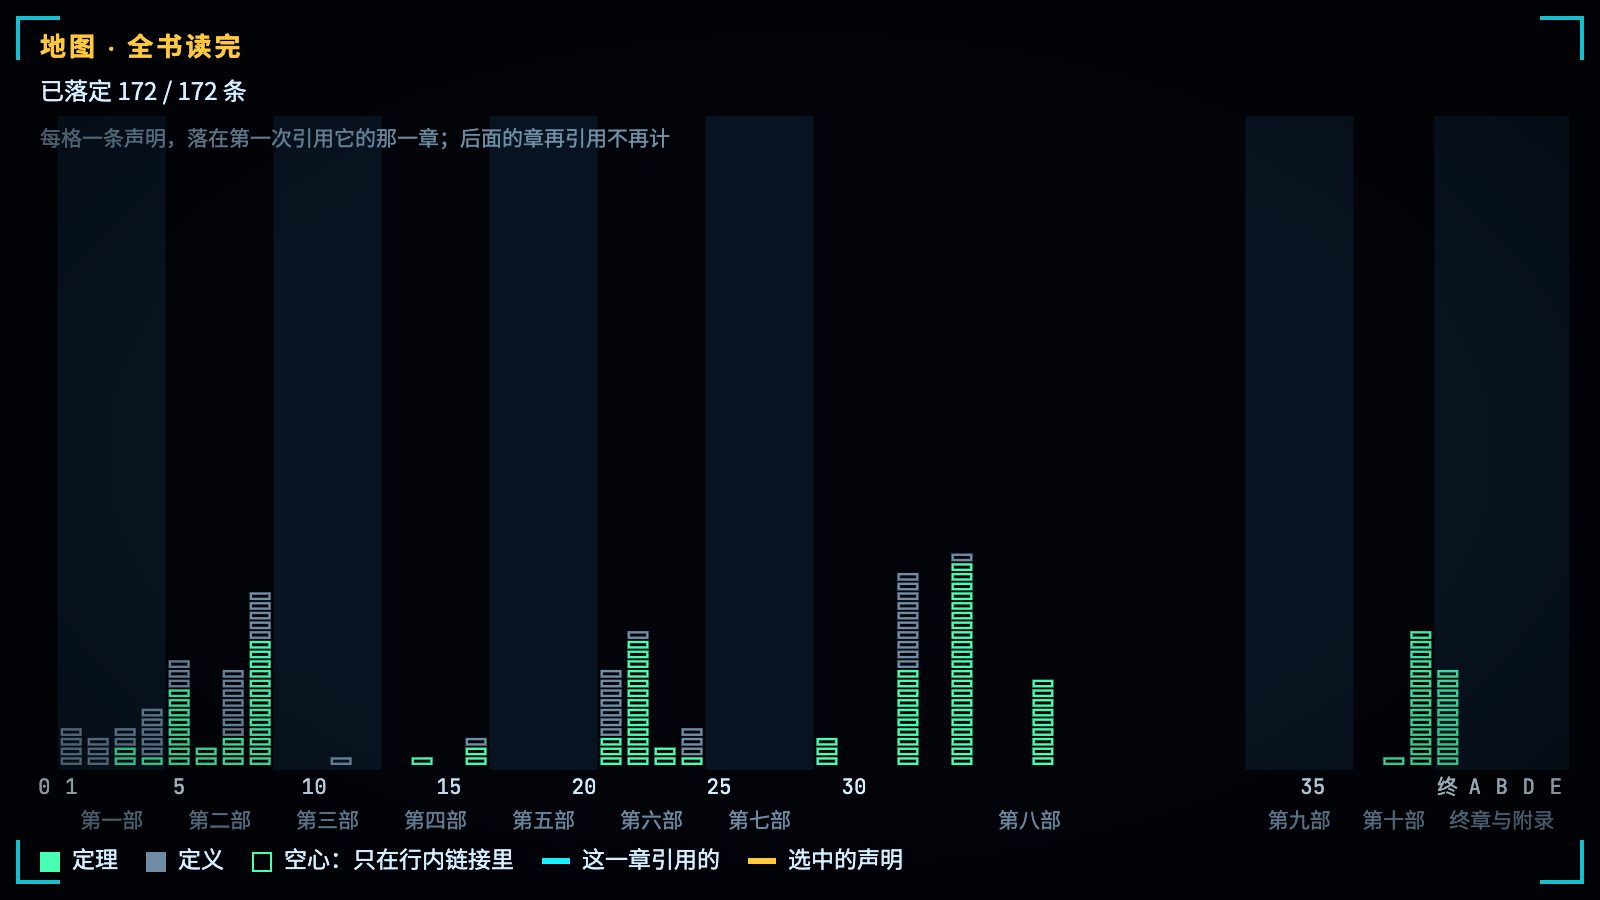 地图 · 全书读完
已落定 172 / 172 条
每格一条声明，落在第一次引用它的那一章；后面的章再引用不再计
0 1 5 10 15 20 25 30 35 终 A B D E
第一部 第二部 第三部 第四部 第五部 第六部 第七部 第八部 第九部 第十部 终章与附录
定理 定义 空心：只在行内链接里 这一章引用的 选中的声明